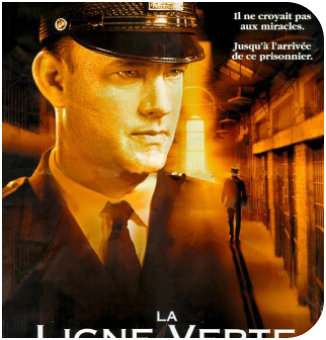 Il ne croyait pas
aux miracles.
Jusqu'à l'arrivée
de ce prisonnier.
LA
LIGNE VERTE